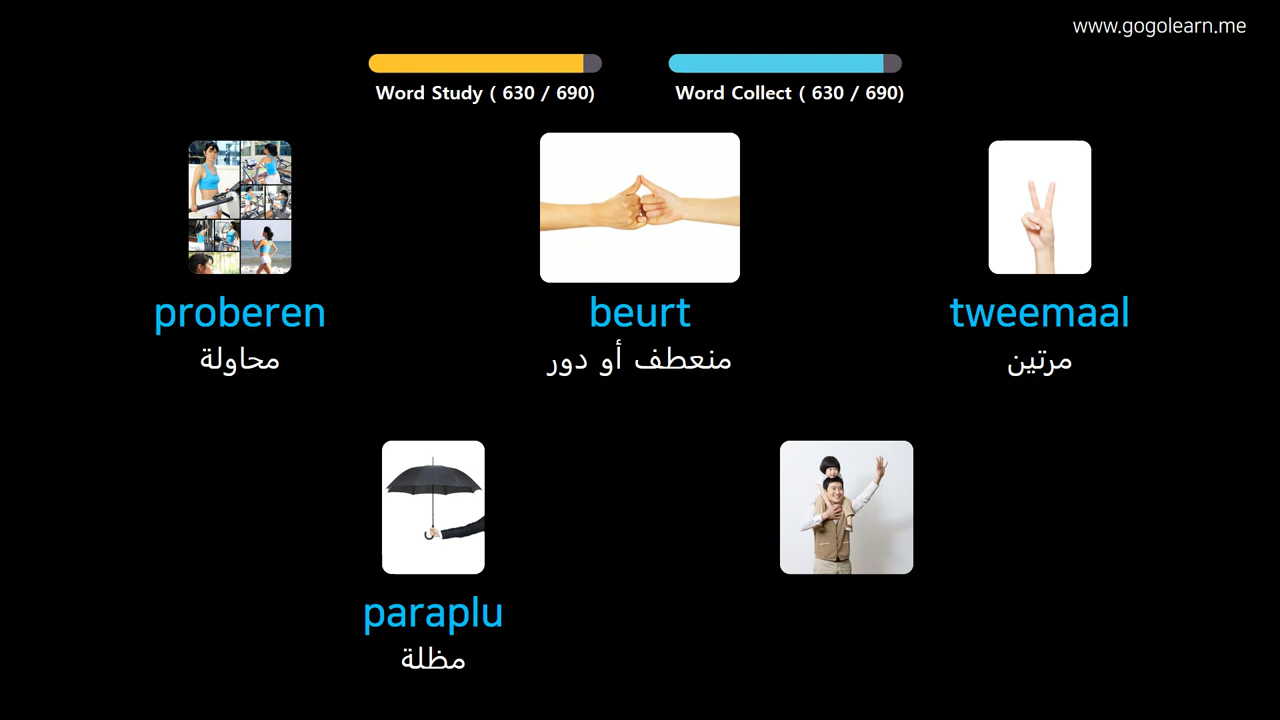 www.gogolearn.me
Word Study ( 630 / 690)
Word Collect ( 630 / 690)
proberen
محاولة
beurt
منعطف أو دور
tweemaal
مرتين
paraplu
مظلة